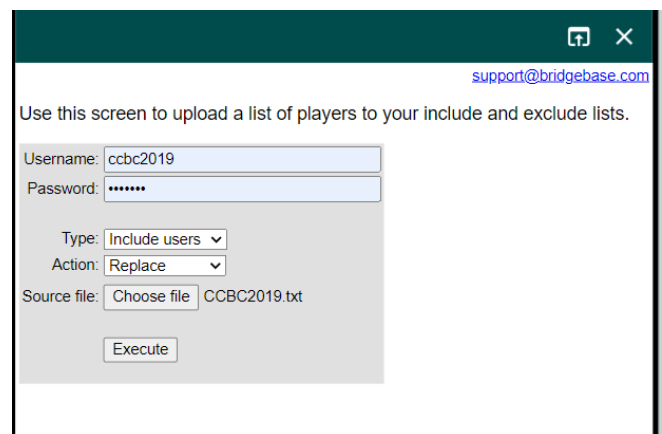 support@bridgebase.com
Use this screen to upload a list of players to your include and exclude lists.
Username: ccbc2019
Password: •••••••
Type: Include users
Action: Replace
Source file: Choose file CCBC2019.txt
Execute